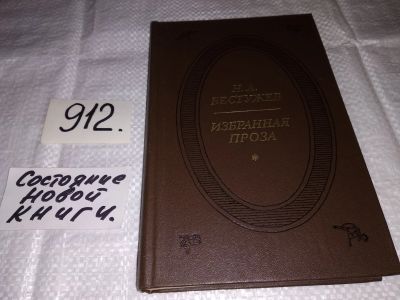 912.
Состояние
новой
книги.
Н. А.
БЕСТУЖЕВ
ИЗБРАННАЯ
ПРОЗА